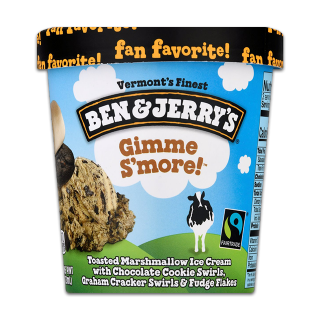 fan favorite!
fan favorite!
Vermont's Finest
BEN & JERRY'S
Gimme
S'more!™
FAIRTRADE
Toasted Marshmallow Ice Cream
with Chocolate Cookie Swirls,
Graham Cracker Swirls & Fudge Flakes